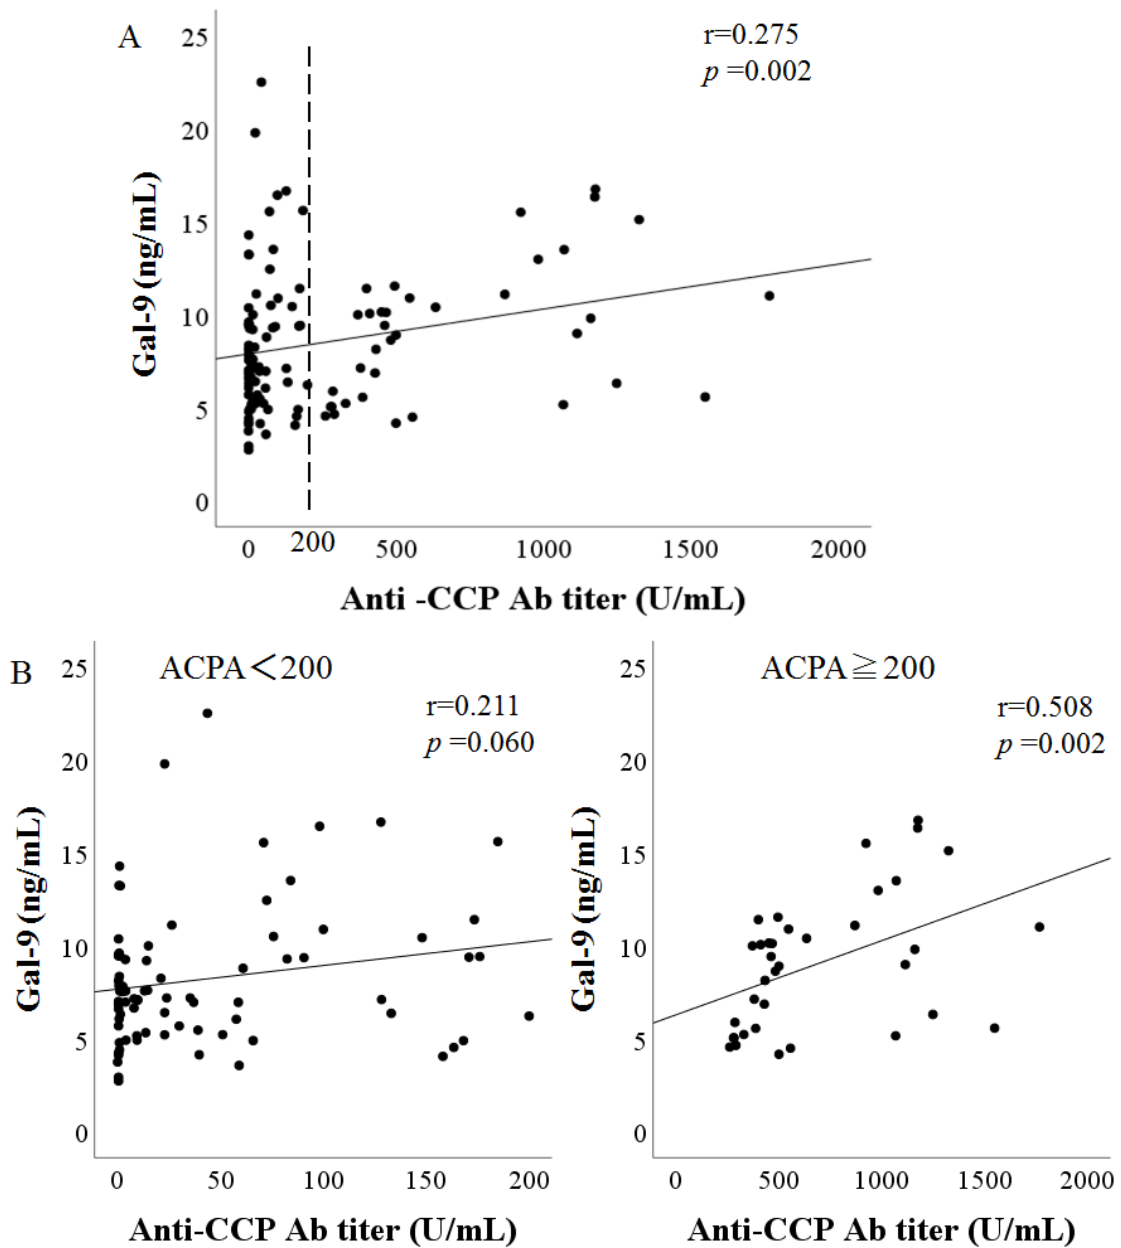 A
r=0.275
p =0.002
25
20
15
10
5
0
Gal-9 (ng/mL)
0 200 500 1000 1500 2000
Anti -CCP Ab titer (U/mL)
B
ACPA＜200
r=0.211
p =0.060
25
20
15
10
5
0
Gal-9 (ng/mL)
0 50 100 150 200
Anti-CCP Ab titer (U/mL)
ACPA≧200
r=0.508
p =0.002
25
20
15
10
5
0
Gal-9 (ng/mL)
0 500 1000 1500 2000
Anti-CCP Ab titer (U/mL)